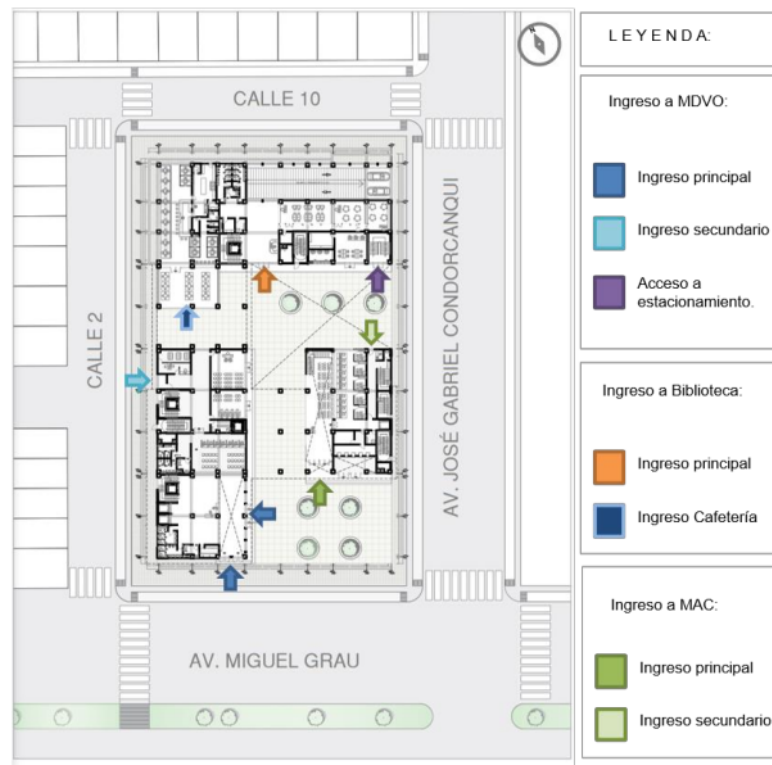 CALLE 10
CALLE 2
AV. JOSÉ GABRIEL CONDORCANQUI
AV. MIGUEL GRAU
LEYENDA:
Ingreso a MDVO:
Ingreso principal
Ingreso secundario
Acceso a
estacionamiento.
Ingreso a Biblioteca:
Ingreso principal
Ingreso Cafetería
Ingreso a MAC:
Ingreso principal
Ingreso secundario